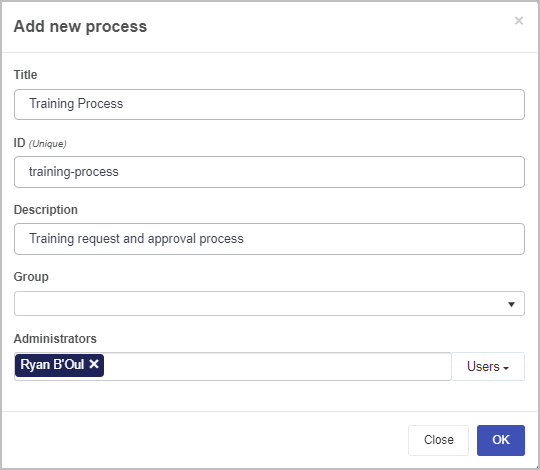 Add new process
×
Title
Training Process
ID (Unique)
training-process
Description
Training request and approval process
Group
Administrators
Ryan B'Oul ✕
Users
Close
OK